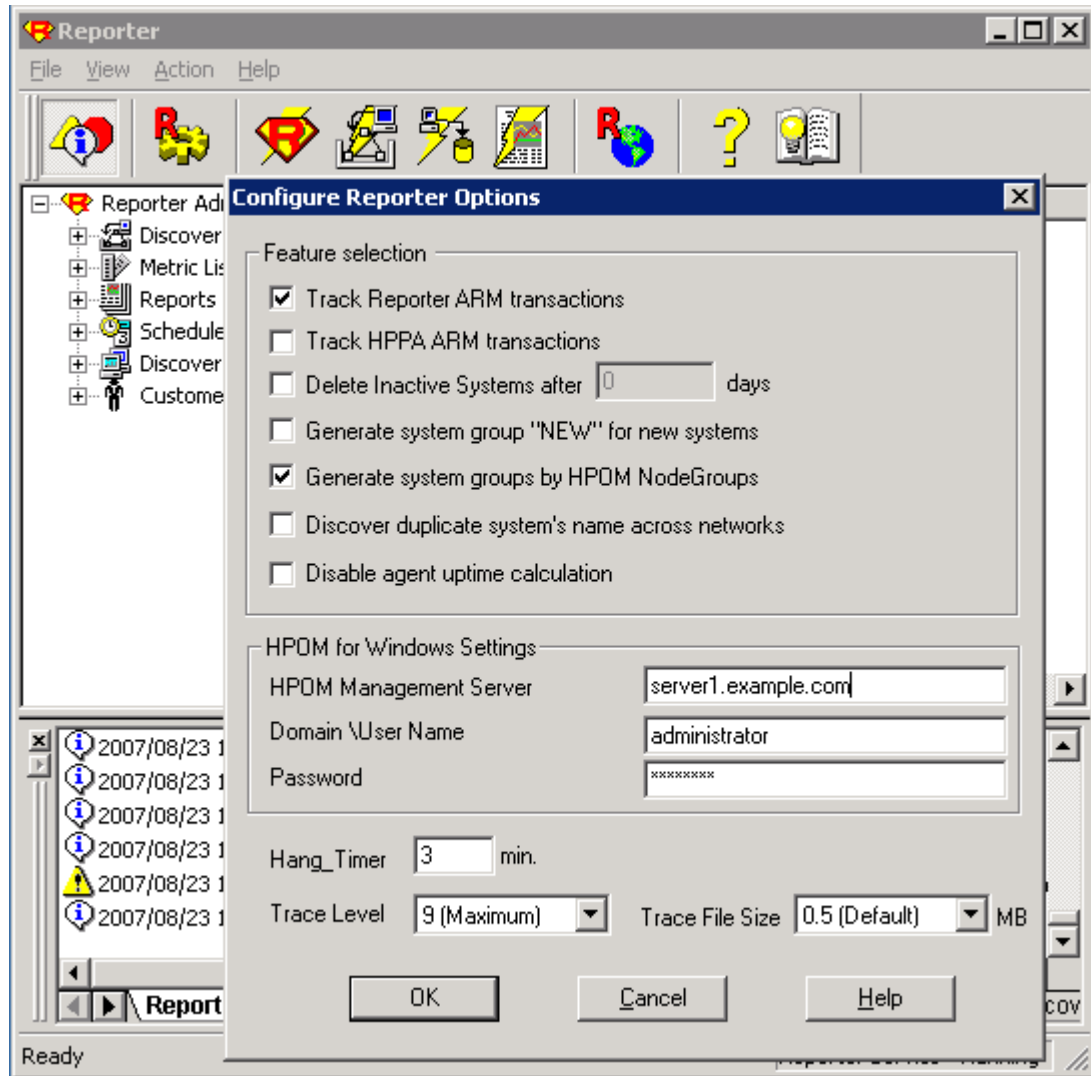 Reporter
File View Action Help
Reporter Ad
Discover
Metric Lis
Reports
Schedule
Discover
Custome
Configure Reporter Options
Feature selection
Track Reporter ARM transactions
Track HPPA ARM transactions
Delete Inactive Systems after 0 days
Generate system group "NEW" for new systems
Generate system groups by HPOM NodeGroups
Discover duplicate system's name across networks
Disable agent uptime calculation
HPOM for Windows Settings
HPOM Management Server server1.example.com
Domain \User Name administrator
Password ********
Hang_Timer 3 min.
Trace Level 9 (Maximum) Trace File Size 0.5 (Default) MB
OK Cancel Help
2007/08/23 1
2007/08/23 1
2007/08/23 1
2007/08/23 1
2007/08/23 1
2007/08/23 1
Report
cov
Ready